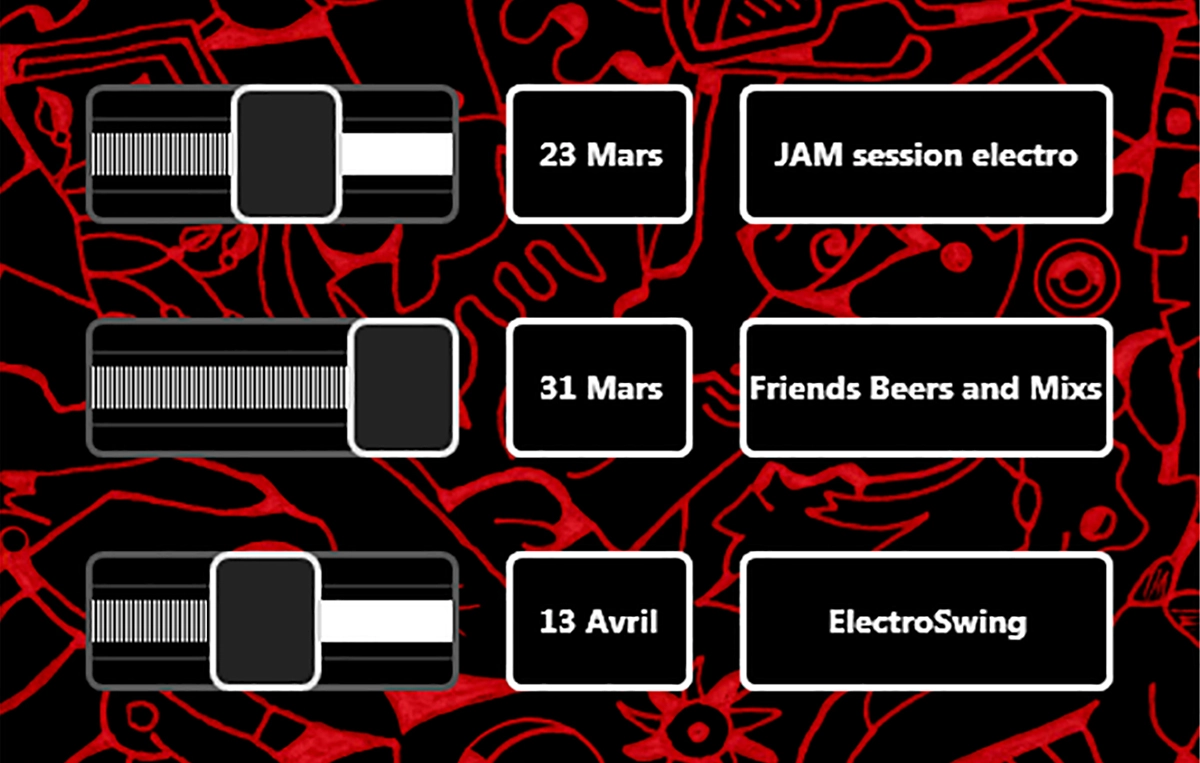 23 Mars
JAM session electro
31 Mars
Friends Beers and Mixs
13 Avril
ElectroSwing